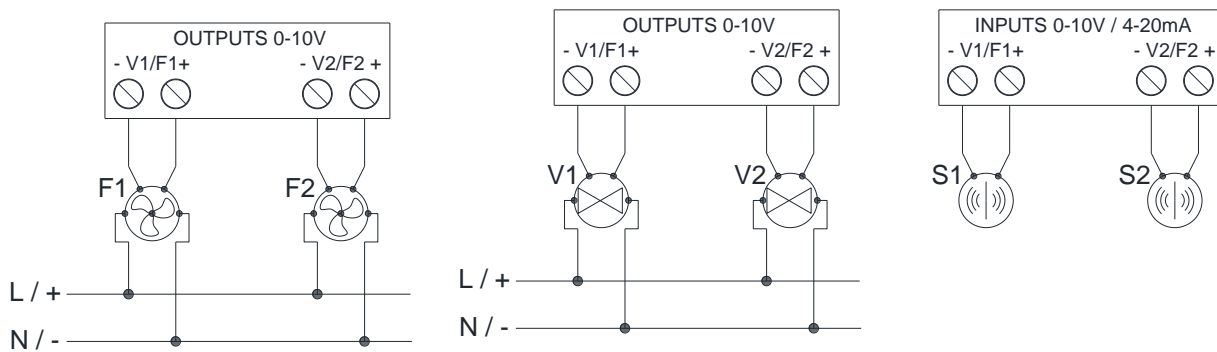 OUTPUTS 0-10V
- V1/F1+ - V2/F2 +
F1 F2
L / +
N / -
OUTPUTS 0-10V
- V1/F1+ - V2/F2 +
V1 V2
L / +
N / -
INPUTS 0-10V / 4-20mA
- V1/F1+ - V2/F2 +
S1 S2